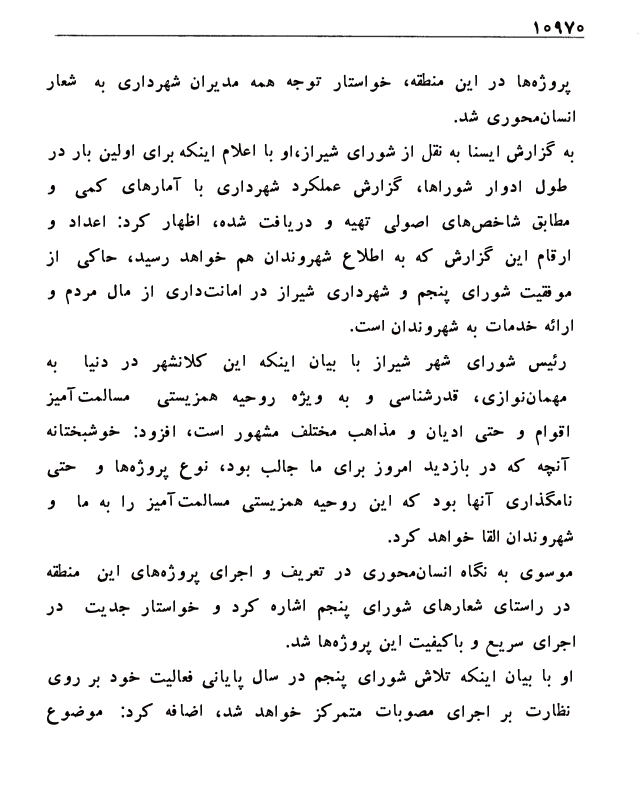 ۱۰۹۷۰
پروژه‌ها در این منطقه، خواستار توجه همه مدیران شهرداری به شعار
انسان‌محوری شد.
به گزارش ایسنا به نقل از شورای شیراز،او با اعلام اینکه برای اولین بار در
طول ادوار شوراها، گزارش عملکرد شهرداری با آمارهای کمی و
مطابق شاخص‌های اصولی تهیه و دریافت شده، اظهار کرد: اعداد و
ارقام این گزارش که به اطلاع شهروندان هم خواهد رسید، حاکی از
موفقیت شورای پنجم و شهرداری شیراز در امانت‌داری از مال مردم و
ارائه خدمات به شهروندان است.
رئیس شورای شهر شیراز با بیان اینکه این کلانشهر در دنیا به
مهمان‌نوازی، قدرشناسی و به ویژه روحیه همزیستی مسالمت‌آمیز
اقوام و حتی ادیان و مذاهب مختلف مشهور است، افزود: خوشبختانه
آنچه که در بازدید امروز برای ما جالب بود، نوع پروژه‌ها و حتی
نامگذاری آنها بود که این روحیه همزیستی مسالمت‌آمیز را به ما و
شهروندان القا خواهد کرد.
موسوی به نگاه انسان‌محوری در تعریف و اجرای پروژه‌های این منطقه
در راستای شعارهای شورای پنجم اشاره کرد و خواستار جدیت در
اجرای سریع و باکیفیت این پروژه‌ها شد.
او با بیان اینکه تلاش شورای پنجم در سال پایانی فعالیت خود بر روی
نظارت بر اجرای مصوبات متمرکز خواهد شد، اضافه کرد: موضوع